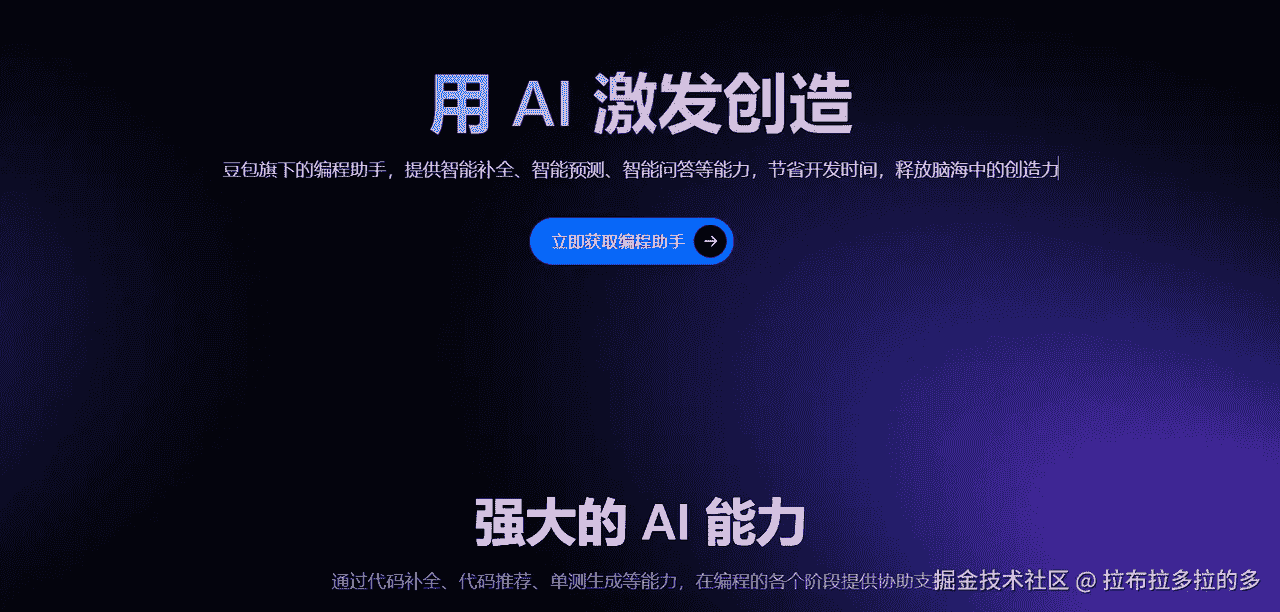 用 AI 激发创造
豆包旗下的编程助手，提供智能补全、智能预测、智能问答等能力，节省开发时间，释放脑海中的创造力
立即获取编程助手
强大的 AI 能力
通过代码补全、代码推荐、单测生成等能力，在编程的各个阶段提供协助支
掘金技术社区 @ 拉布拉多拉的多